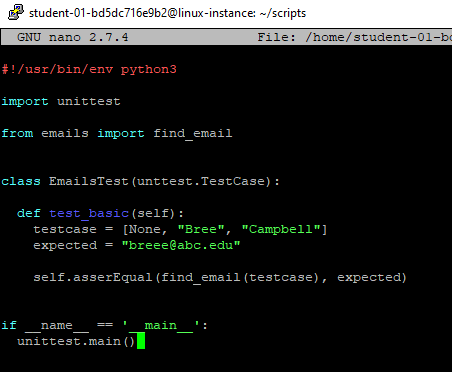 student-01-bd5dc716e9b2@linux-instance: ~/scripts
GNU nano 2.7.4 File: /home/student-01-bd
#!/usr/bin/env python3
import unittest
from emails import find_email
class EmailsTest(unttest.TestCase):
def test_basic(self):
testcase = [None, "Bree", "Campbell"]
expected = "breee@abc.edu"
self.asserEqual(find_email(testcase), expected)
if __name__ == '__main__':
unittest.main()